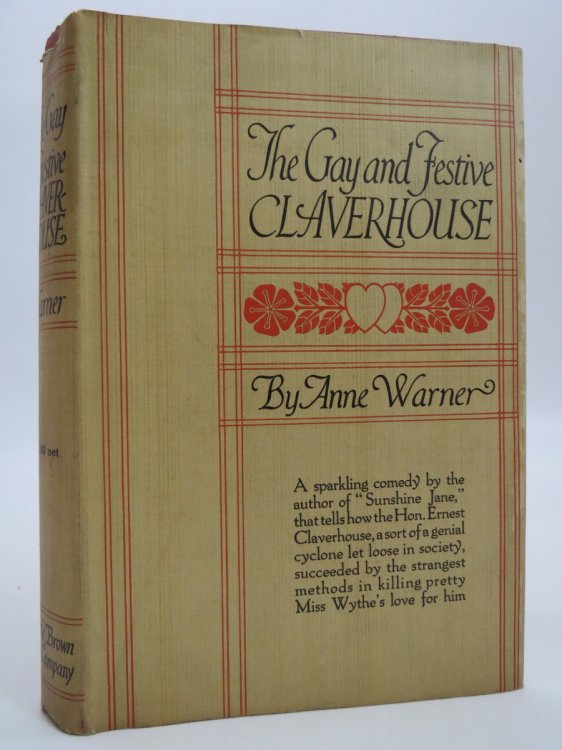 The Gay and Festive
CLAVERHOUSE
By Anne Warner
A sparkling comedy by the
author of "Sunshine Jane,"
that tells how the Hon. Ernest
Claverhouse, a sort of a genial
cyclone let loose in society,
succeeded by the strangest
methods in killing pretty
Miss Wythe's love for him
Gay
net
Brown
Company